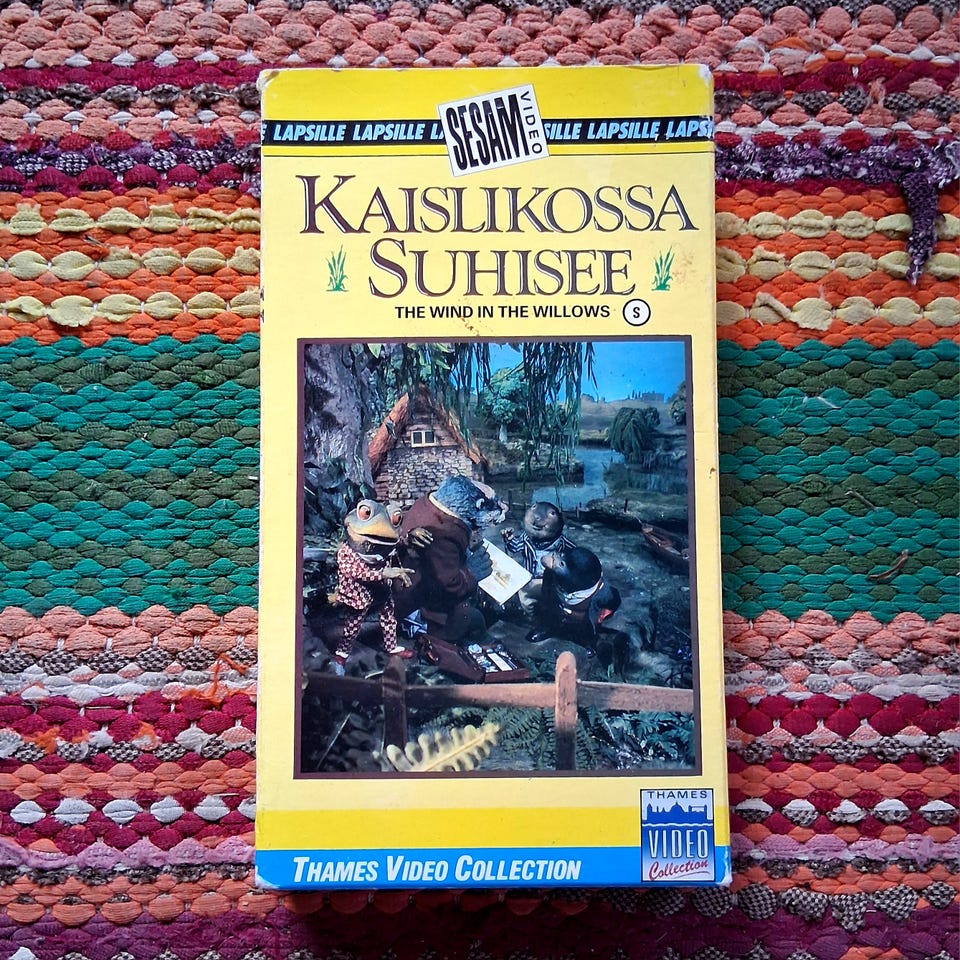 LAPSILLE LAPSILLE L
SESAM
VIDEO
SILLE LAPSILLE LAPS
KAISLIKOSSA
SUHISEE
THE WIND IN THE WILLOWS S
THAMES
VIDEO
Collection
THAMES VIDEO COLLECTION